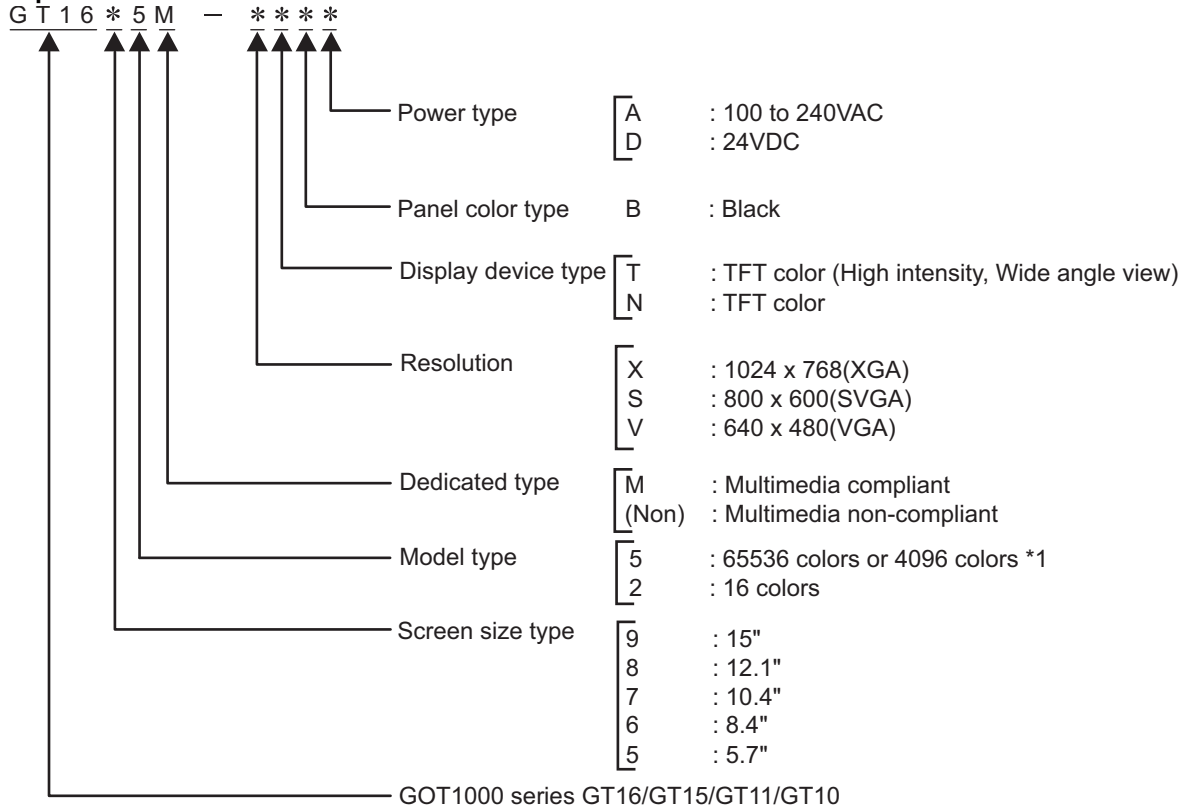 G T 1 6 * 5 M － * * * *
Power type [ A : 100 to 240VAC
D : 24VDC
Panel color type B : Black
Display device type [ T : TFT color (High intensity, Wide angle view)
N : TFT color
Resolution [ X : 1024 x 768(XGA)
S : 800 x 600(SVGA)
V : 640 x 480(VGA)
Dedicated type [ M : Multimedia compliant
(Non) : Multimedia non-compliant
Model type [ 5 : 65536 colors or 4096 colors *1
2 : 16 colors
Screen size type [ 9 : 15"
8 : 12.1"
7 : 10.4"
6 : 8.4"
5 : 5.7"
GOT1000 series GT16/GT15/GT11/GT10